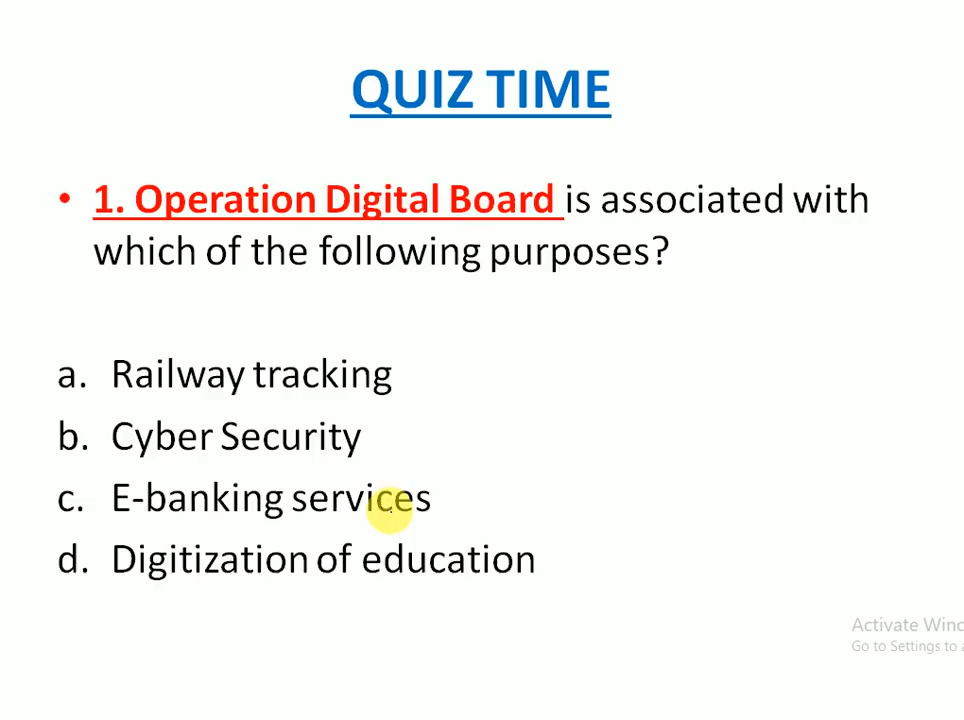 QUIZ TIME
• 1. Operation Digital Board is associated with
which of the following purposes?
a. Railway tracking
b. Cyber Security
c. E-banking services
d. Digitization of education
Activate Winc
Go to Settings to a